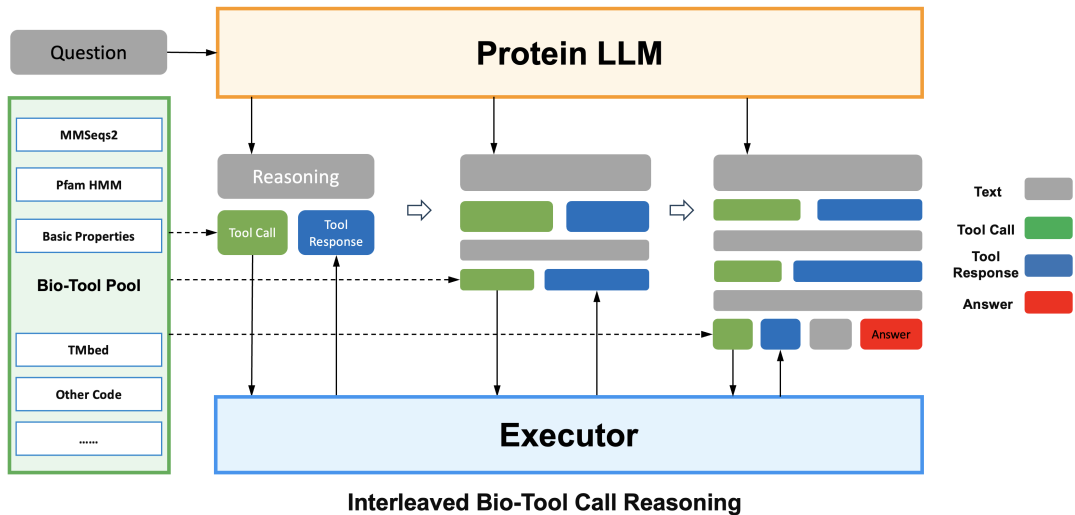 Question
Protein LLM
MMSeqs2
Pfam HMM
Basic Properties
Bio-Tool Pool
TMbed
Other Code
......
Reasoning
Tool Call
Tool
Response
Answer
Text
Tool Call
Tool
Response
Answer
Executor
Interleaved Bio-Tool Call Reasoning